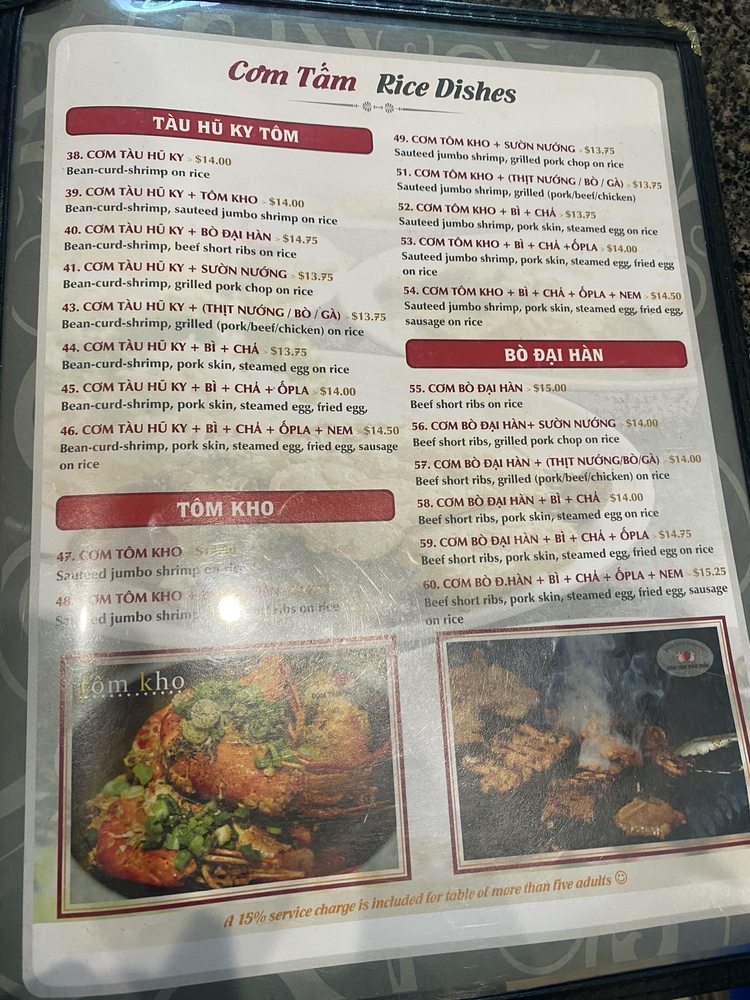 Cơm Tấm Rice Dishes
TÀU HŨ KY TÔM
38. CƠM TÀU HŨ KY - $14.00
Bean-curd-shrimp on rice
39. CƠM TÀU HŨ KY + TÔM KHO - $14.00
Bean-curd-shrimp, sauteed jumbo shrimp on rice
40. CƠM TÀU HŨ KY + BÒ ĐẠI HÀN - $14.75
Bean-curd-shrimp, beef short ribs on rice
41. CƠM TÀU HŨ KY + SƯỜN NƯỚNG - $13.75
Bean-curd-shrimp, grilled pork chop on rice
43. CƠM TÀU HŨ KY + (THỊT NƯỚNG / BÒ / GÀ) - $13.75
Bean-curd-shrimp, grilled (pork/beef/chicken) on rice
44. CƠM TÀU HŨ KY + BÌ + CHẢ - $13.75
Bean-curd-shrimp, pork skin, steamed egg on rice
45. CƠM TÀU HŨ KY + BÌ + CHẢ + ỐPLA - $14.00
Bean-curd-shrimp, pork skin, steamed egg, fried egg,
46. CƠM TÀU HŨ KY + BÌ + CHẢ + ỐPLA + NEM - $14.50
Bean-curd-shrimp, pork skin, steamed egg, fried egg, sausage
on rice
TÔM KHO
47. CƠM TÔM KHO
Sauteed jumbo shrimp on rice
48. CƠM TÔM KHO +
Sauteed jumbo shrimp ribs on rice
49. CƠM TÔM KHO + SƯỜN NƯỚNG - $13.75
Sauteed jumbo shrimp, grilled pork chop on rice
51. CƠM TÔM KHO + (THỊT NƯỚNG / BÒ / GÀ) - $13.75
Sauteed jumbo shrimp, grilled (pork/beef/chicken)
52. CƠM TÔM KHO + BÌ + CHẢ - $13.75
Sauteed jumbo shrimp, pork skin, steamed egg on rice
53. CƠM TÔM KHO + BÌ + CHẢ +ỐPLA - $14.00
Sauteed jumbo shrimp, pork skin, steamed egg, fried egg
on rice
54. CƠM TÔM KHO + BÌ + CHẢ + ỐPLA + NEM - $14.50
Sauteed jumbo shrimp, pork skin, steamed egg, fried egg,
sausage on rice
BÒ ĐẠI HÀN
55. CƠM BÒ ĐẠI HÀN - $15.00
Beef short ribs on rice
56. CƠM BÒ ĐẠI HÀN+ SƯỜN NƯỚNG - $14.00
Beef short ribs, grilled pork chop on rice
57. CƠM BÒ ĐẠI HÀN + (THỊT NƯỚNG/BÒ/GÀ) - $14.00
Beef short ribs, grilled (pork/beef/chicken) on rice
58. CƠM BÒ ĐẠI HÀN + BÌ + CHẢ - $14.00
Beef short ribs, pork skin, steamed egg on rice
59. CƠM BÒ ĐẠI HÀN + BÌ + CHẢ + ỐPLA - $14.75
Beef short ribs, pork skin, steamed egg, fried egg on rice
60. CƠM BÒ Đ.HÀN + BÌ + CHẢ + ỐPLA + NEM - $15.25
Beef short ribs, pork skin, steamed egg, fried egg, sausage
on rice
tôm kho
A 15% service charge is included for table of more than five adults ☺